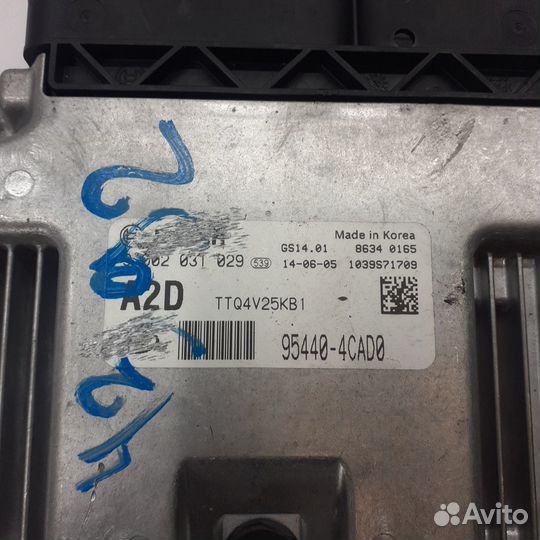 Made in Korea
GS14.01 8634 0165
002 031 029 539 14-06-05 1039S71709
A2D TTQ4V25KB1
95440-4CAD0
Avito